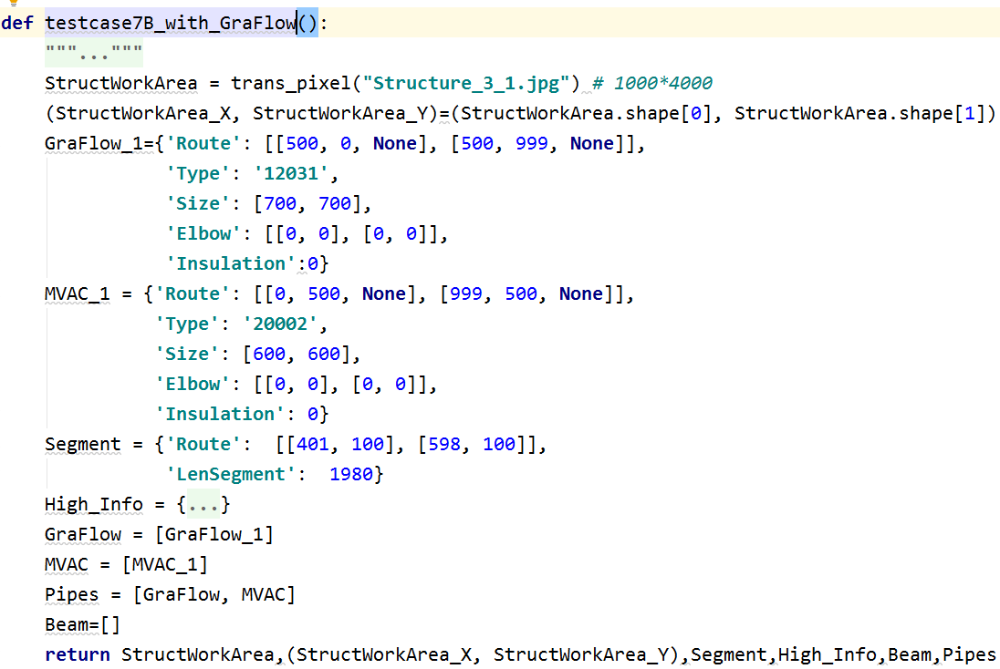 def testcase7B_with_GraFlow():
    """..."""
    StructWorkArea = trans_pixel("Structure_3_1.jpg") # 1000*4000
    (StructWorkArea_X, StructWorkArea_Y)=(StructWorkArea.shape[0], StructWorkArea.shape[1])
    GraFlow_1={'Route': [[500, 0, None], [500, 999, None]],
               'Type': '12031',
               'Size': [700, 700],
               'Elbow': [[0, 0], [0, 0]],
               'Insulation':0}
    MVAC_1 = {'Route': [[0, 500, None], [999, 500, None]],
              'Type': '20002',
              'Size': [600, 600],
              'Elbow': [[0, 0], [0, 0]],
              'Insulation': 0}
    Segment = {'Route':  [[401, 100], [598, 100]],
               'LenSegment':  1980}
    High_Info = {...}
    GraFlow = [GraFlow_1]
    MVAC = [MVAC_1]
    Pipes = [GraFlow, MVAC]
    Beam=[]
    return StructWorkArea,(StructWorkArea_X, StructWorkArea_Y),Segment,High_Info,Beam,Pipes